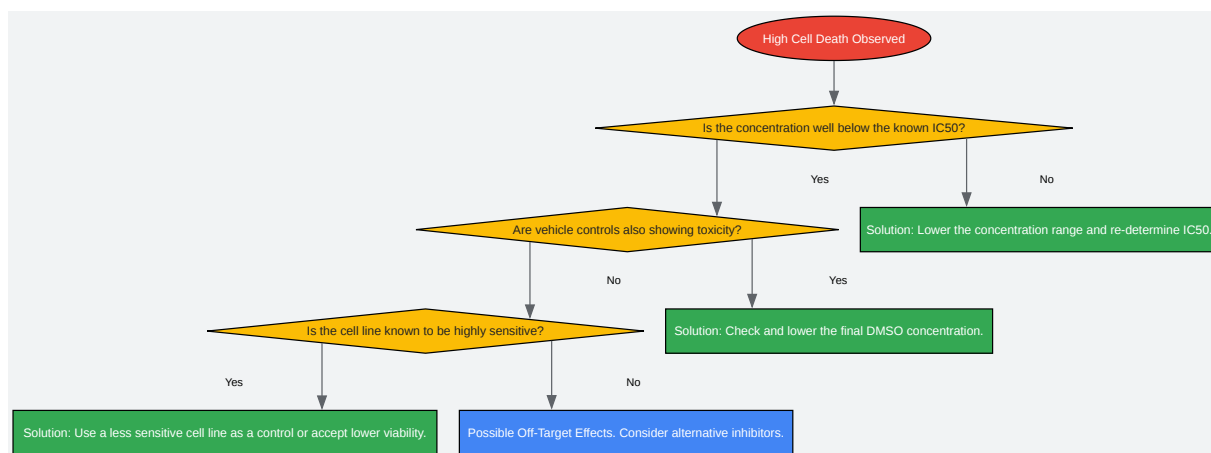 High Cell Death Observed
Is the concentration well below the known IC50?
Yes
No
Are vehicle controls also showing toxicity?
Solution: Lower the concentration range and re-determine IC50.
No
Yes
Is the cell line known to be highly sensitive?
Solution: Check and lower the final DMSO concentration.
Yes
No
Solution: Use a less sensitive cell line as a control or accept lower viability.
Possible Off-Target Effects. Consider alternative inhibitors.